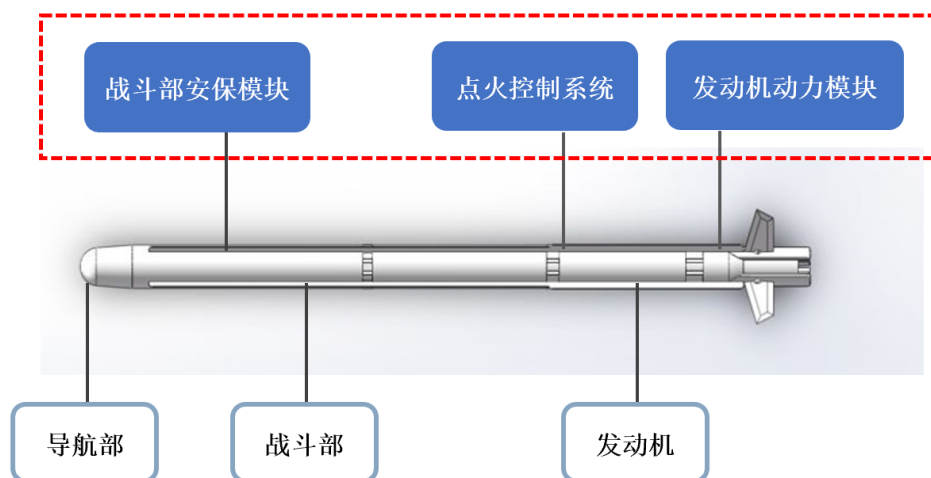 战斗部安保模块
点火控制系统
发动机动力模块
导航部
战斗部
发动机